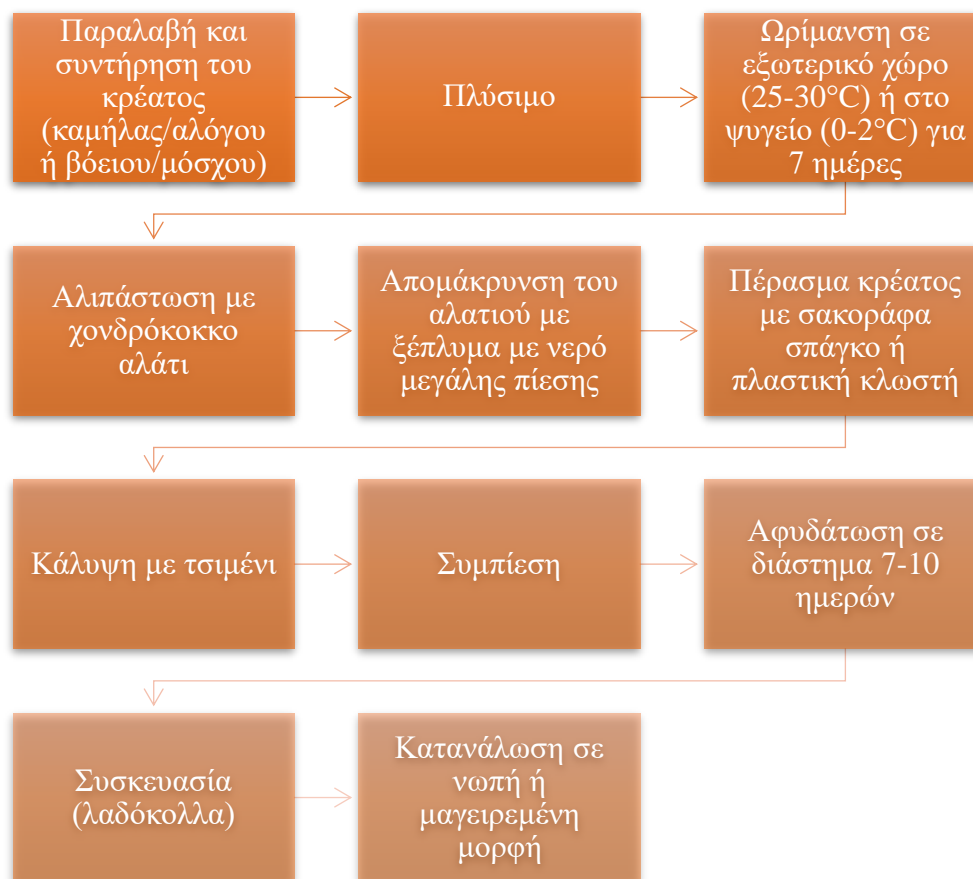 Παραλαβή και
συντήρηση του
κρέατος
(καμήλας/αλόγου
ή βόειου/μόσχου)
Πλύσιμο
Ωρίμανση σε
εξωτερικό χώρο
(25-30°C) ή στο
ψυγείο (0-2°C) για
7 ημέρες
Αλιπάστωση με
χονδρόκοκκο
αλάτι
Απομάκρυνση του
αλατιού με
ξέπλυμα με νερό
μεγάλης πίεσης
Πέρασμα κρέατος
με σακοράφα
σπάγκο ή
πλαστική κλωστή
Κάλυψη με τσιμένι
Συμπίεση
Αφυδάτωση σε
διάστημα 7-10
ημερών
Συσκευασία
(λαδόκολλα)
Κατανάλωση σε
νωπή ή
μαγειρεμένη
μορφή